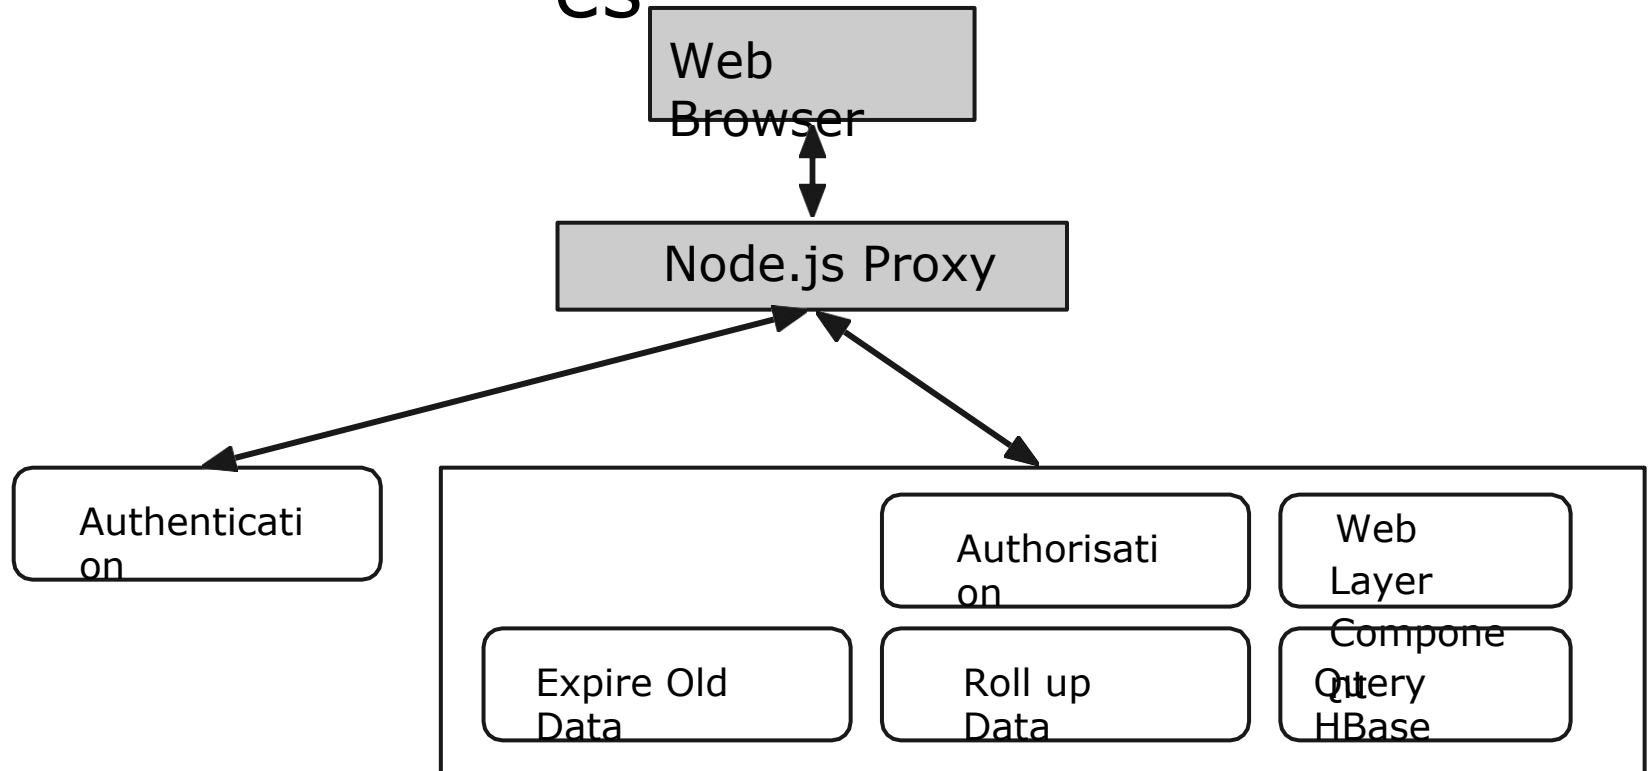 es
Web
Browser
Node.js Proxy
Authenticati
on
Authorisati
on
Web
Layer
Compone
nt
Expire Old
Data
Roll up
Data
Query
HBase